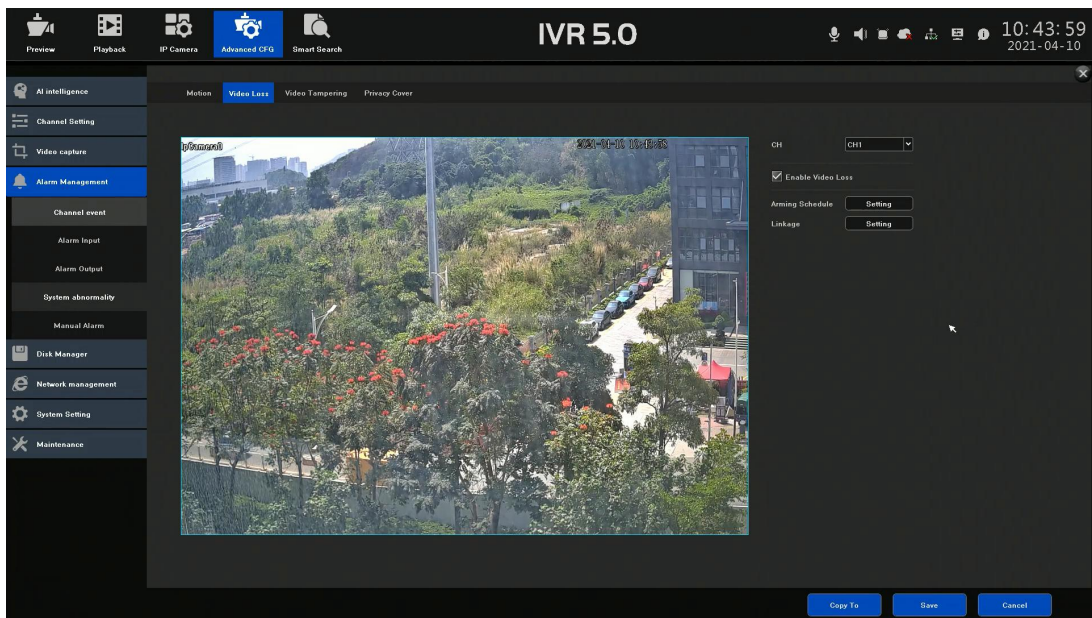 IVR 5.0
10:43:59
2021-04-10
Preview
Playback
IP Camera
Advanced CFG
Smart Search
AI intelligence
Channel Setting
Video capture
Alarm Management
Channel event
Alarm Input
Alarm Output
System abnormality
Manual Alarm
Disk Manager
Network management
System Setting
Maintenance
Motion
Video Loss
Video Tampering
Privacy Cover
CH
CH1
Enable Video Loss
Arming Schedule
Setting
Linkage
Setting
Copy To
Save
Cancel